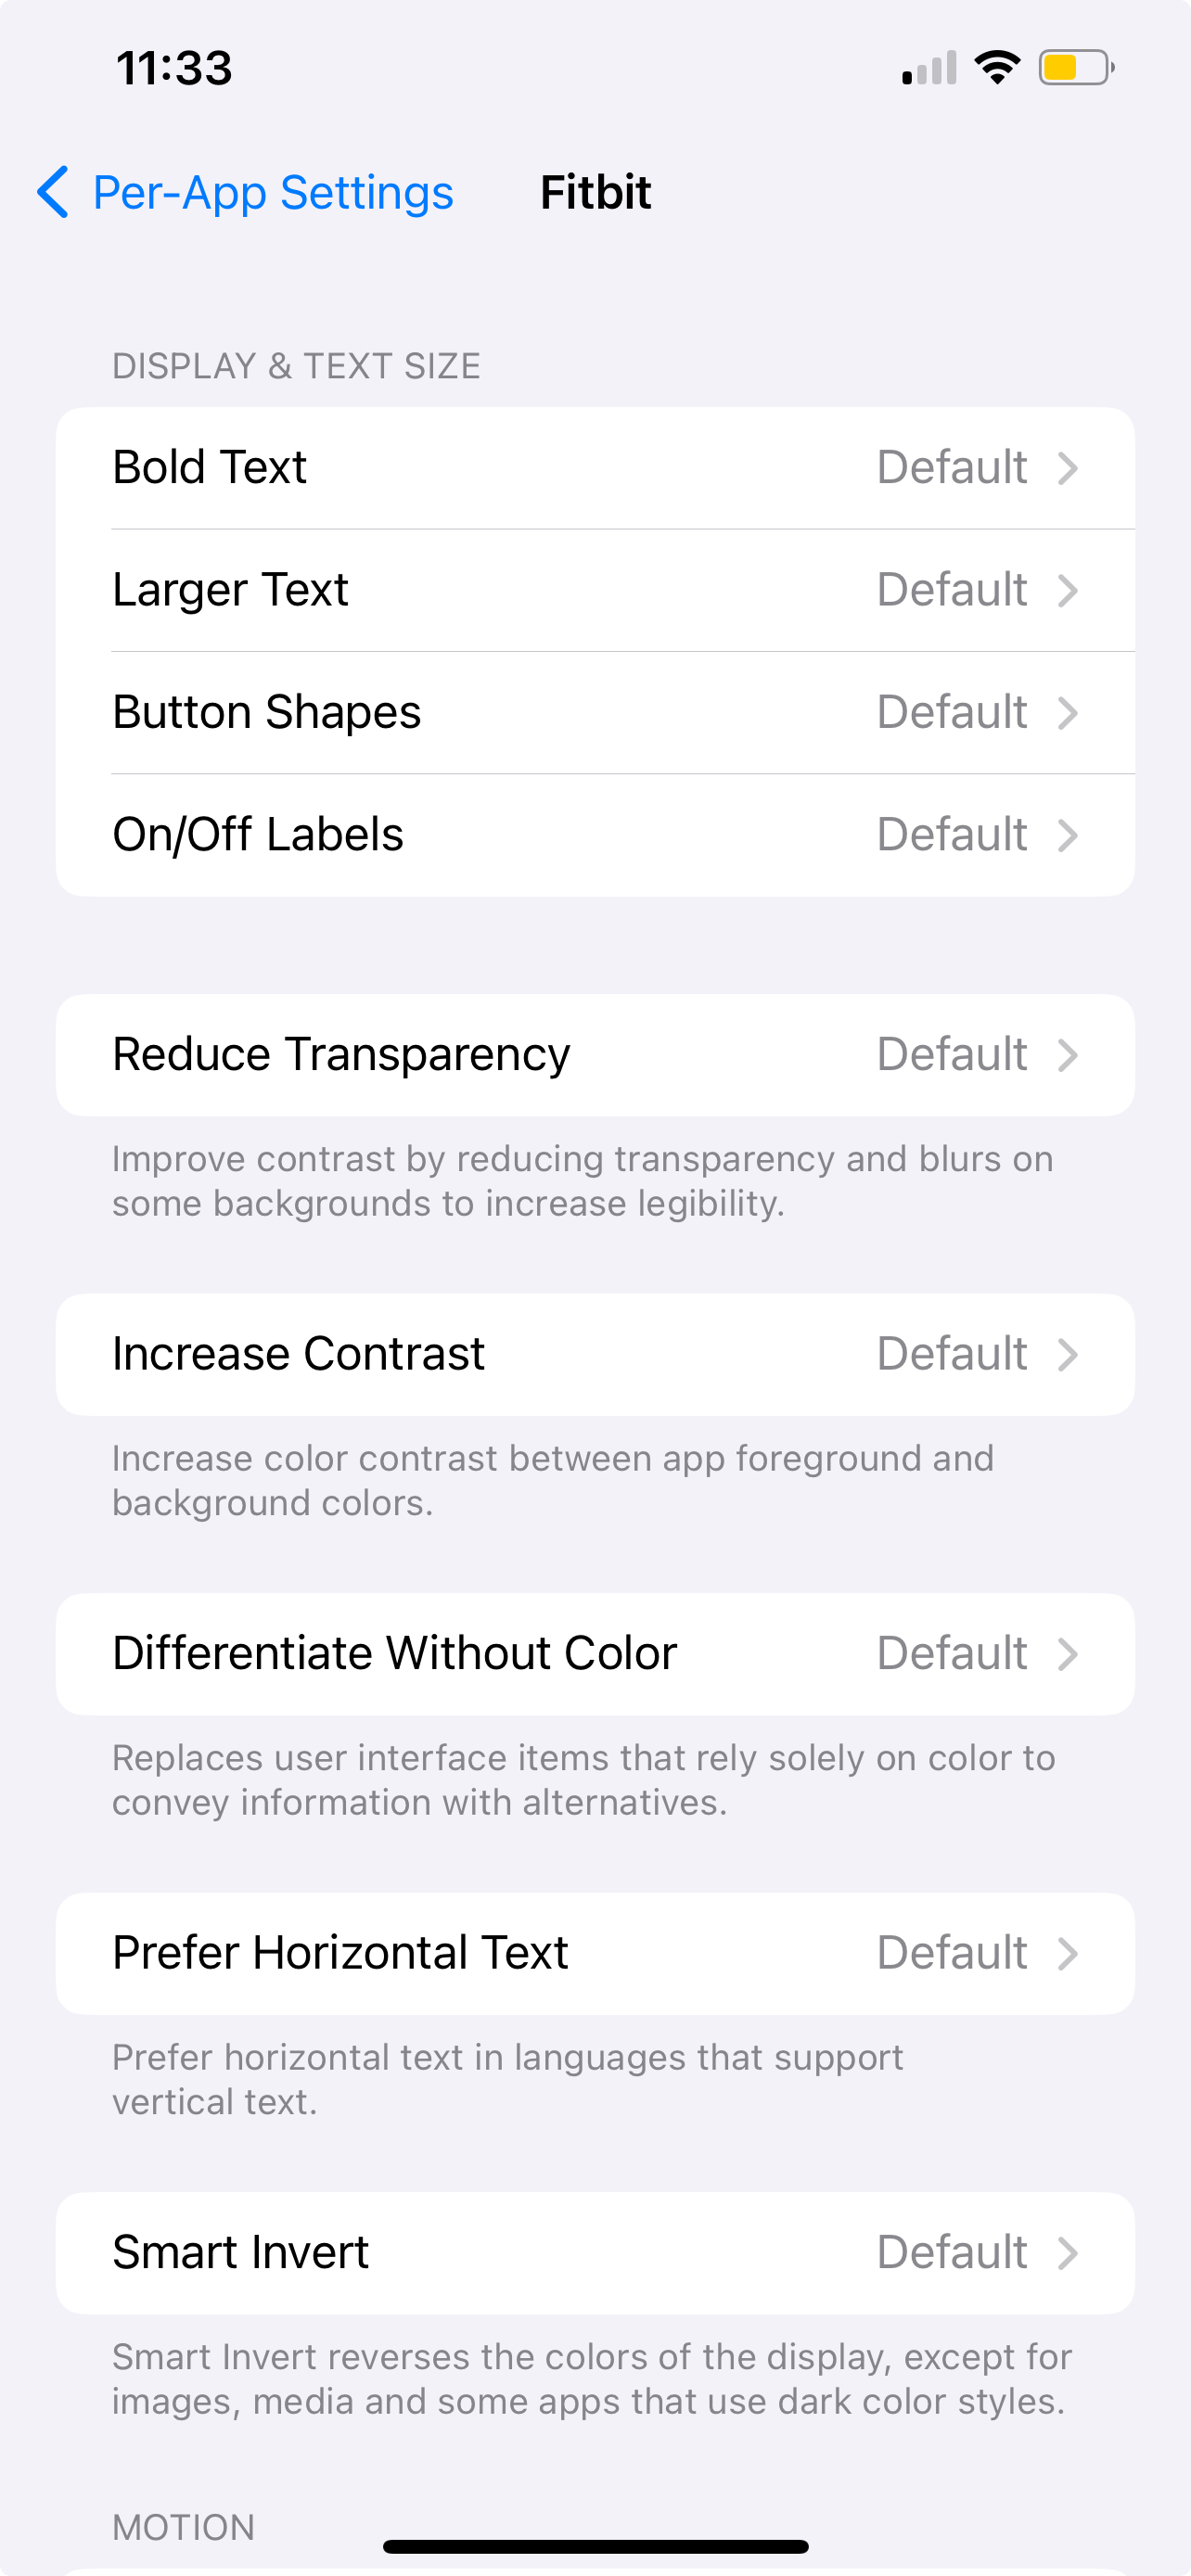 11:33
Per-App Settings Fitbit
DISPLAY & TEXT SIZE
Bold Text Default
Larger Text Default
Button Shapes Default
On/Off Labels Default
Reduce Transparency Default
Improve contrast by reducing transparency and blurs on
some backgrounds to increase legibility.
Increase Contrast Default
Increase color contrast between app foreground and
background colors.
Differentiate Without Color Default
Replaces user interface items that rely solely on color to
convey information with alternatives.
Prefer Horizontal Text Default
Prefer horizontal text in languages that support
vertical text.
Smart Invert Default
Smart Invert reverses the colors of the display, except for
images, media and some apps that use dark color styles.
MOTION